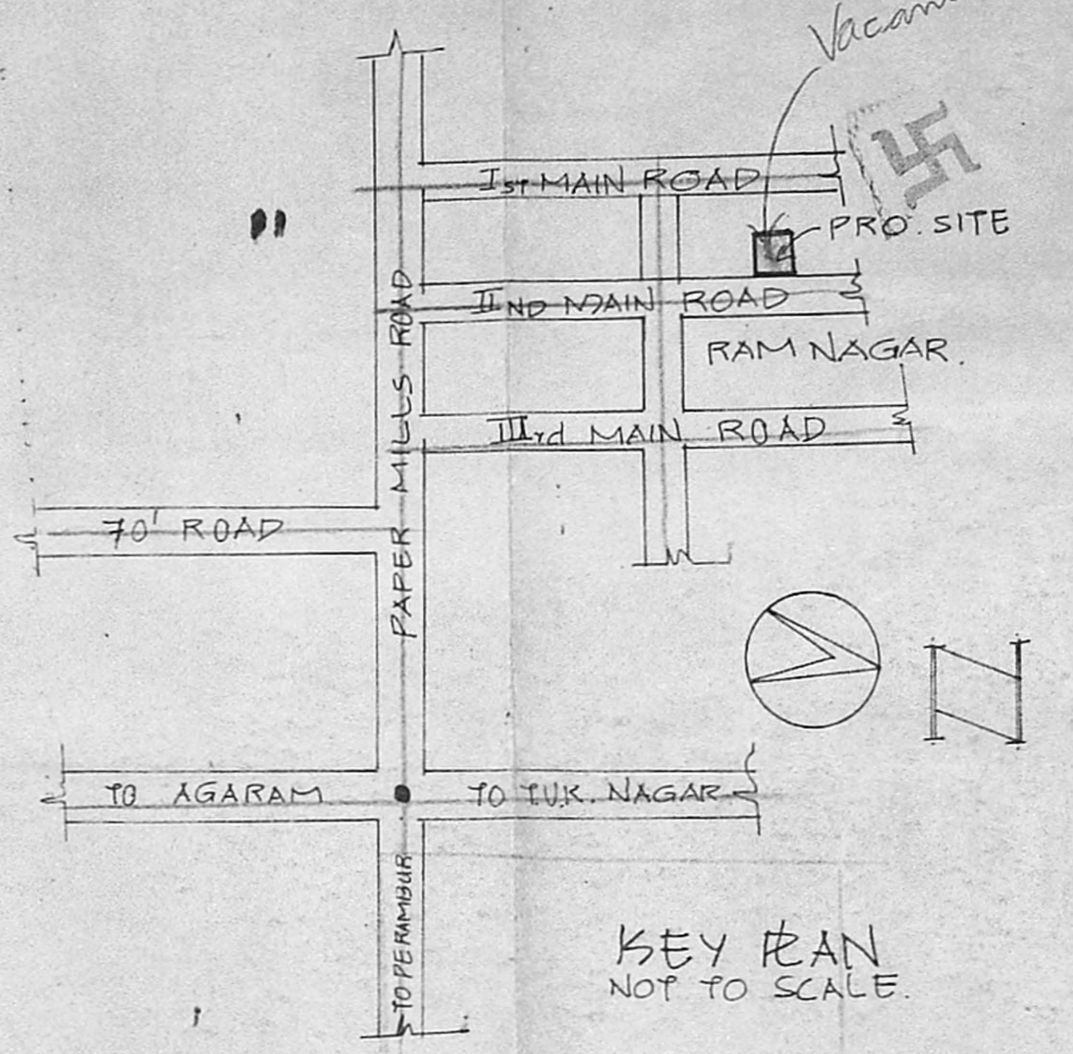 Vacan
Ist MAIN ROAD
PRO. SITE
IIND MAIN ROAD
RAM NAGAR.
IIIrd MAIN ROAD
PAPER MILLS ROAD
70' ROAD
N
TO AGARAM
TO T.V.K. NAGAR
TO PERAMBUR
KEY PLAN
NOT TO SCALE.